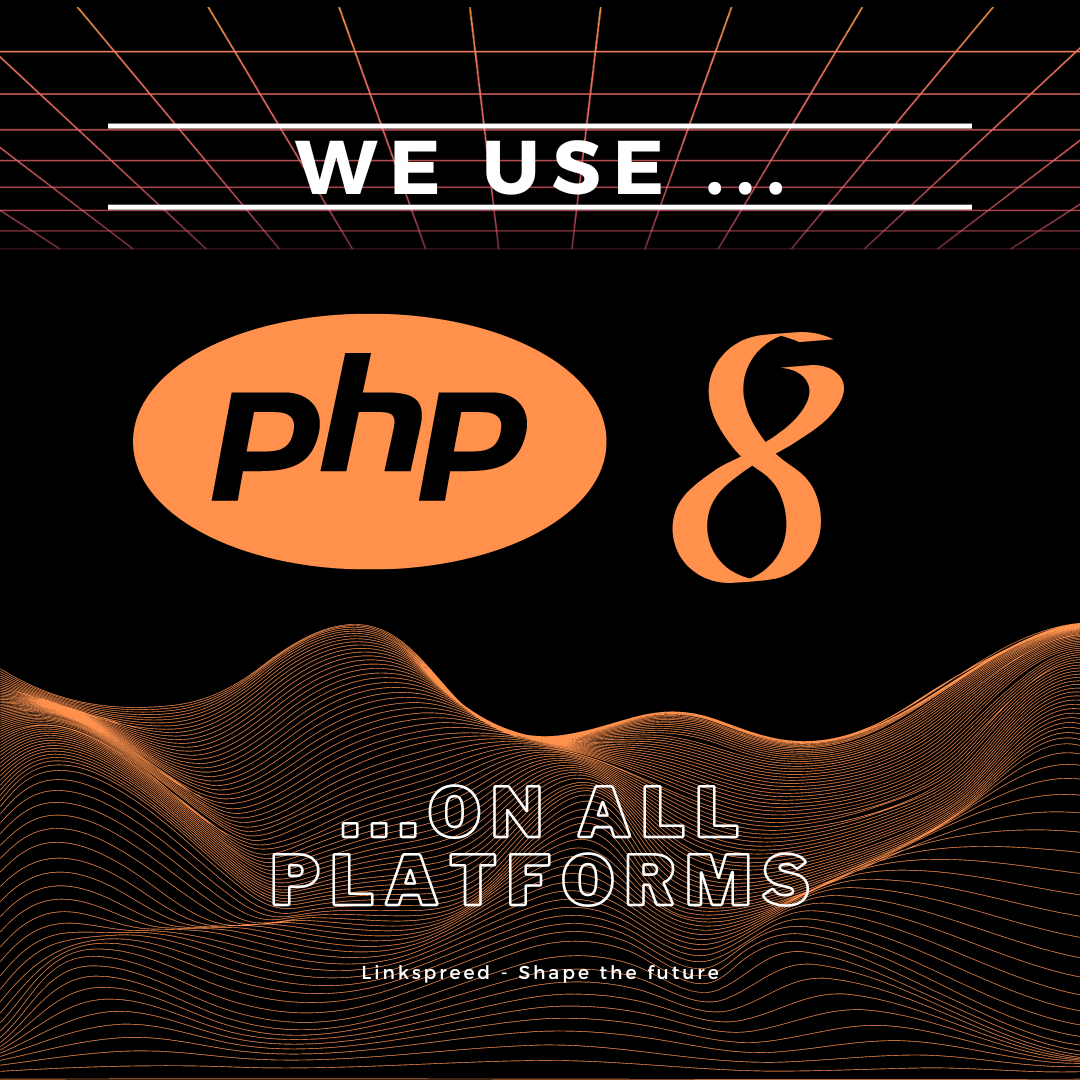 WE USE ...
php 8
...ON ALL
PLATFORMS
Linkspreed - Shape the future